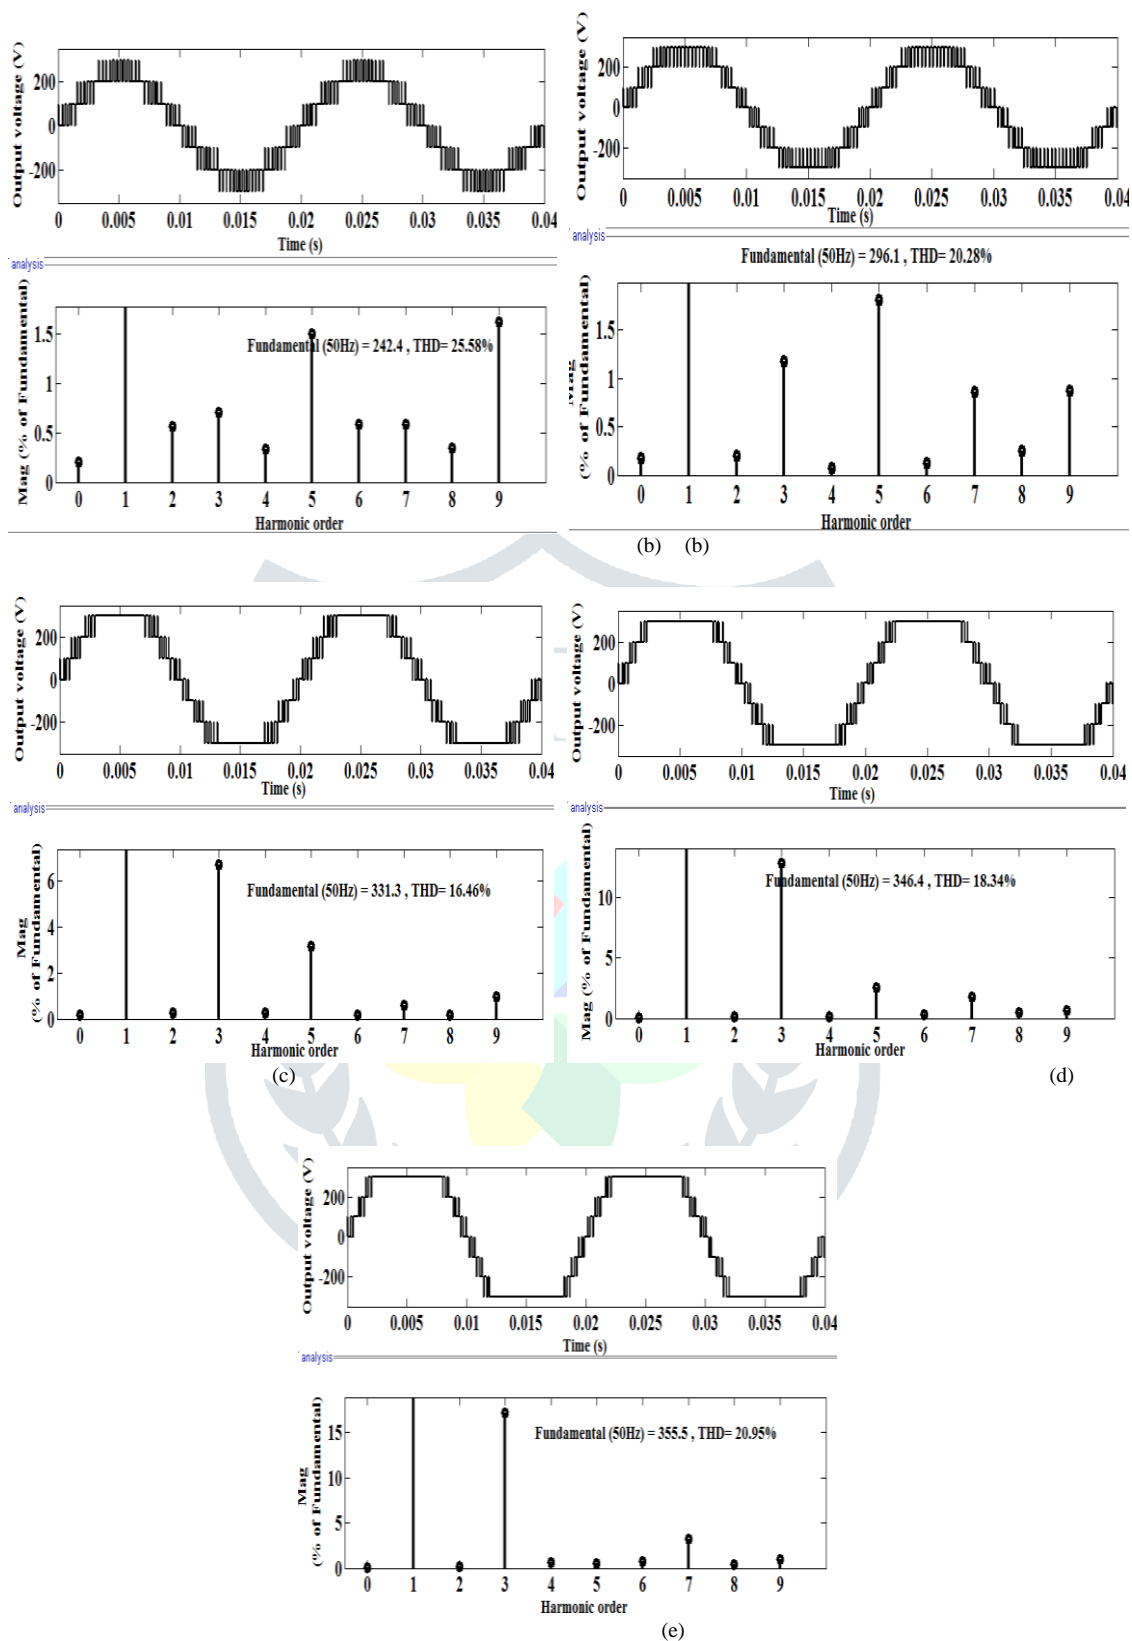 Output voltage (V)
200
0
-200
0 0.005 0.01 0.015 0.02 0.025 0.03 0.035 0.04
Time (s)
analysis
Mag (% of Fundamental)
Fundamental (50Hz) = 242.4 , THD= 25.58%
1.5
1
0.5
0
0 1 2 3 4 5 6 7 8 9
Harmonic order
Output voltage (V)
200
0
-200
0 0.005 0.01 0.015 0.02 0.025 0.03 0.035 0.04
Time (s)
analysis
Fundamental (50Hz) = 296.1 , THD= 20.28%
Mag
(% of Fundamental)
1.5
1
0.5
0
0 1 2 3 4 5 6 7 8 9
Harmonic order
(b) (b)
Output voltage (V)
200
0
-200
0 0.005 0.01 0.015 0.02 0.025 0.03 0.035 0.04
Time (s)
analysis
Mag
(% of Fundamental)
Fundamental (50Hz) = 331.3 , THD= 16.46%
6
4
2
0
0 1 2 3 4 5 6 7 8 9
Harmonic order
(c)
Output voltage (V)
200
0
-200
0 0.005 0.01 0.015 0.02 0.025 0.03 0.035 0.04
Time (s)
analysis
Mag (% of Fundamental)
Fundamental (50Hz) = 346.4 , THD= 18.34%
10
5
0
0 1 2 3 4 5 6 7 8 9
Harmonic order
(d)
Output voltage (V)
200
0
-200
0 0.005 0.01 0.015 0.02 0.025 0.03 0.035 0.04
Time (s)
analysis
Mag
(% of Fundamental)
Fundamental (50Hz) = 355.5 , THD= 20.95%
15
10
5
0
0 1 2 3 4 5 6 7 8 9
Harmonic order
(e)